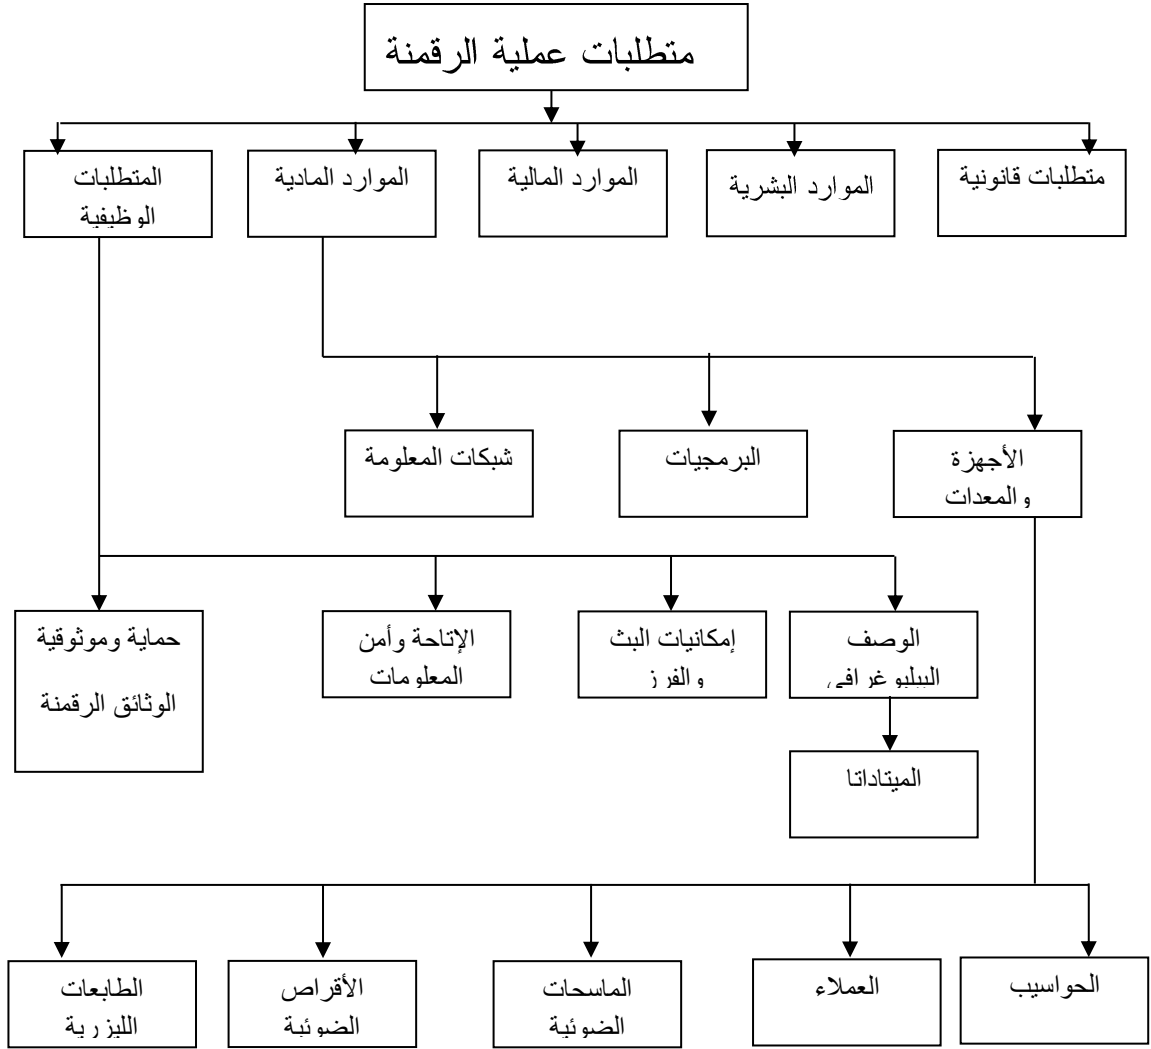 متطلبات عملية الرقمنة
متطلبات قانونية
الموارد البشرية
الموارد المالية
الموارد المادية
المتطلبات
الوظيفية
الأجهزة
والمعدات
البرمجيات
شبكات المعلومة
الوصف
الببليوغرافي
إمكانيات البث
والفرز
الإتاحة وأمن
المعلومات
حماية وموثوقية
الوثائق الرقمنة
الميتاداتا
الحواسيب
العملاء
الماسحات
الضوئية
الأقراص
الضوئية
الطابعات
الليزرية